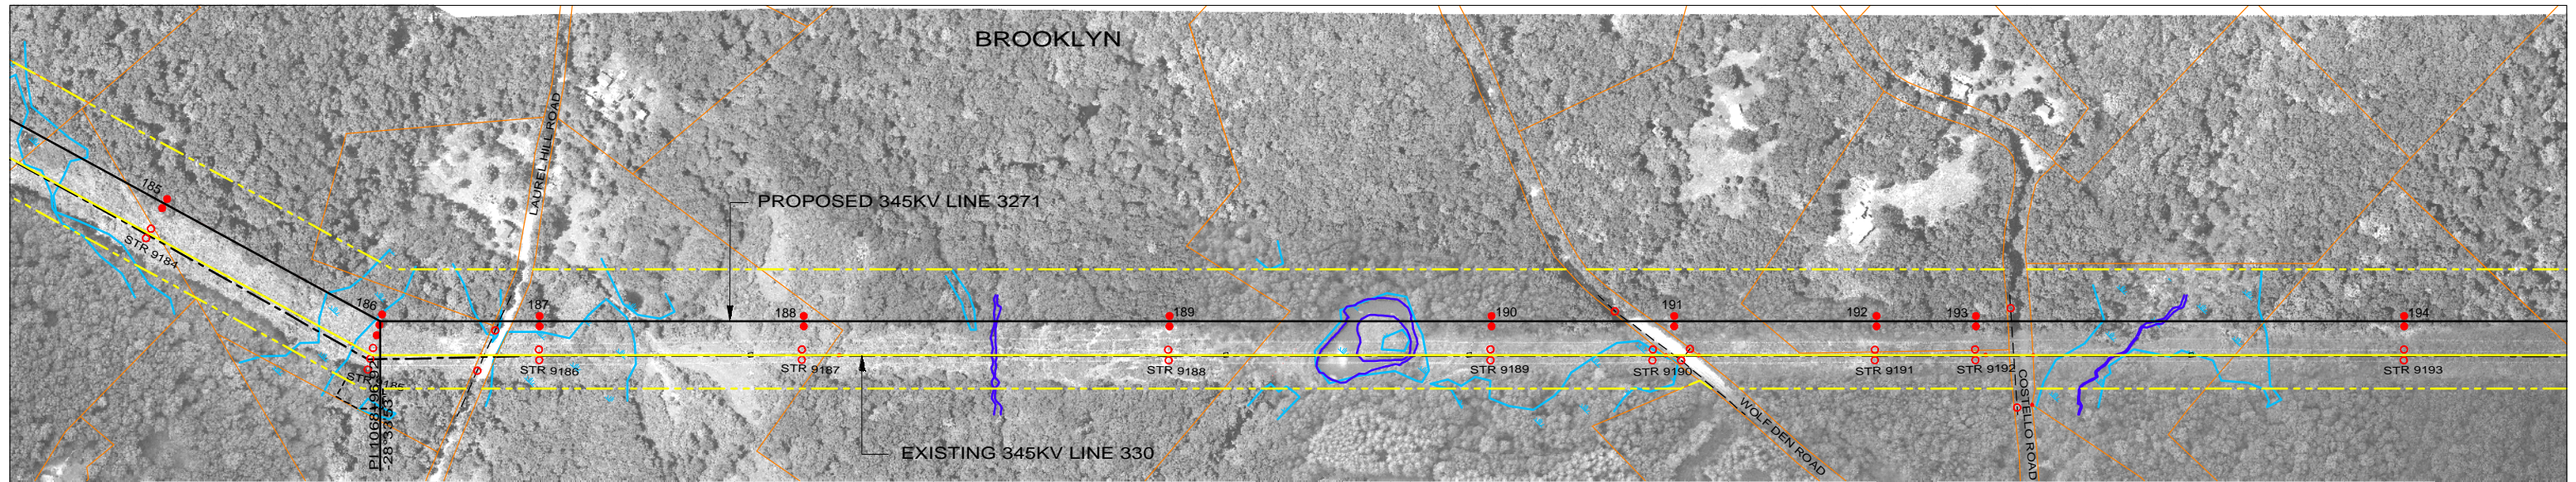 BROOKLYN
LAUREL HILL ROAD
PROPOSED 345KV LINE 3271
185
STR 9184
186
187
188
189
190
191
192
193
194
STR 9185
STR 9186
STR 9187
STR 9188
STR 9189
STR 9190
STR 9191
STR 9192
STR 9193
EXISTING 345KV LINE 330
WOLF DEN ROAD
COSTELLO ROAD